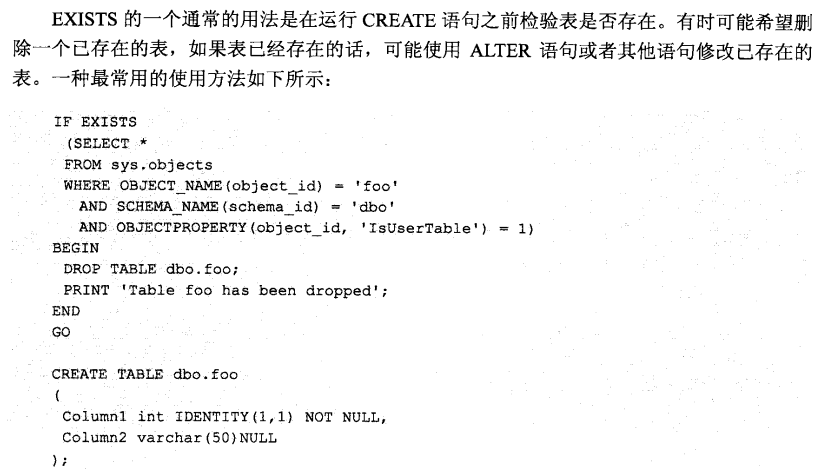 EXISTS 的一个通常的用法是在运行 CREATE 语句之前检验表是否存在。有时可能希望删
除一个已存在的表，如果表已经存在的话，可能使用 ALTER 语句或者其他语句修改已存在的
表。一种最常用的使用方法如下所示：
IF EXISTS
(SELECT *
FROM sys.objects
WHERE OBJECT_NAME(object_id) = 'foo'
AND SCHEMA_NAME(schema_id) = 'dbo'
AND OBJECTPROPERTY(object_id, 'IsUserTable') = 1)
BEGIN
DROP TABLE dbo.foo;
PRINT 'Table foo has been dropped';
END
GO
CREATE TABLE dbo.foo
(
Column1 int IDENTITY(1,1) NOT NULL,
Column2 varchar(50)NULL
);